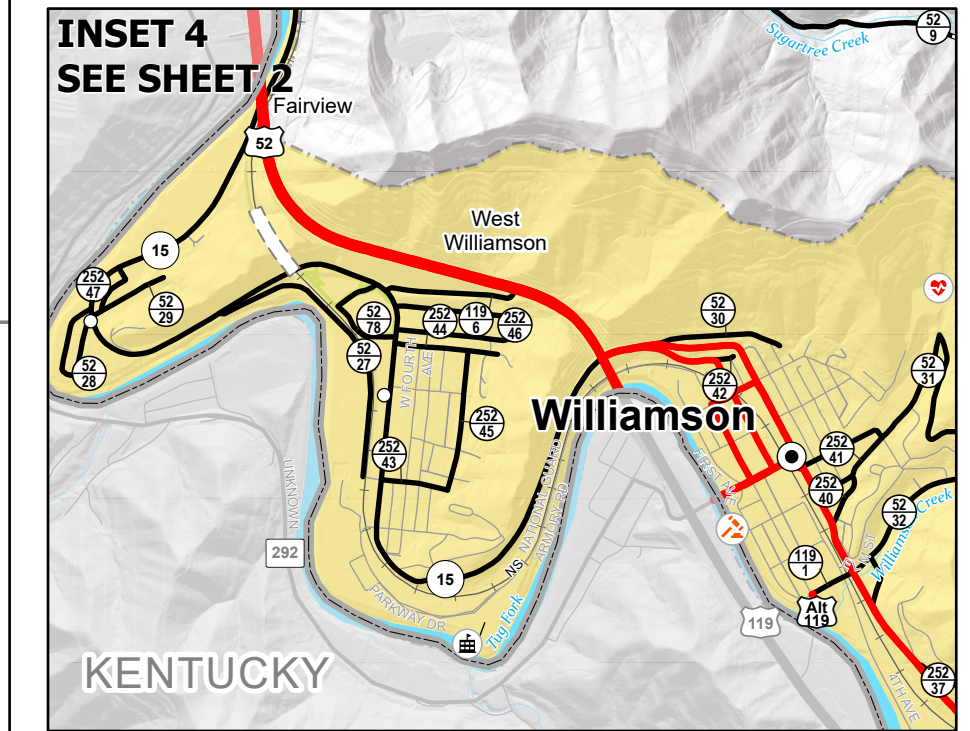 INSET 4
SEE SHEET 2
Sugartree Creek
52
9
Fairview
52
West
Williamson
15
252
47
52
29
52
78
252
44
119
6
252
46
52
30
52
28
52
27
W FOURTH
AVE
252
42
52
31
Williamson
252
45
252
43
252
41
252
40
UNKNOWN
NS NATIONAL GUARD
ARMORY RD
FIRST AVE
52
32
Williamson Creek
292
119
1
15
PARKWAY DR
Tug Fork
Alt
119
119
KENTUCKY
252
37
4TH AVE